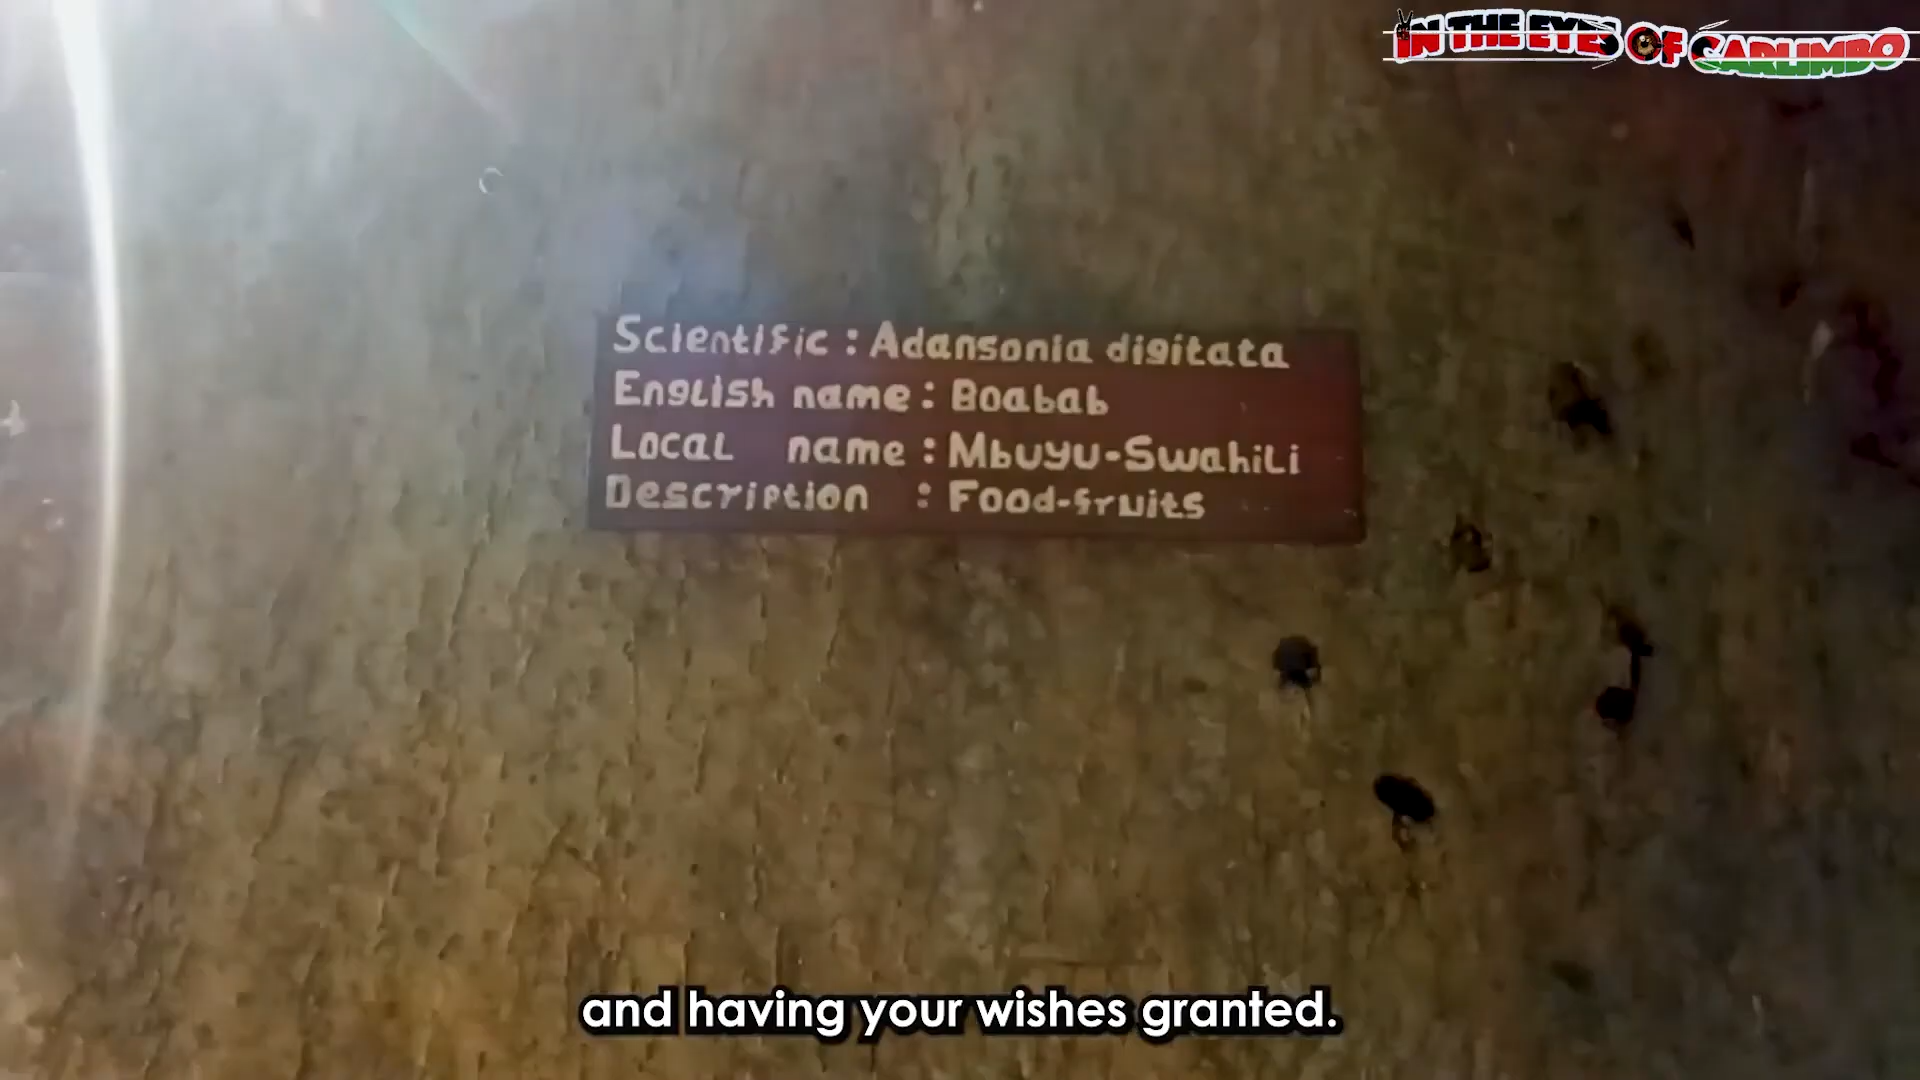 IN THE EYES OF CARLIMBO
Scientific : Adansonia digitata
English name : Boabab
Local name : Mbuyu-Swahili
Description : Food-fruits
and having your wishes granted.